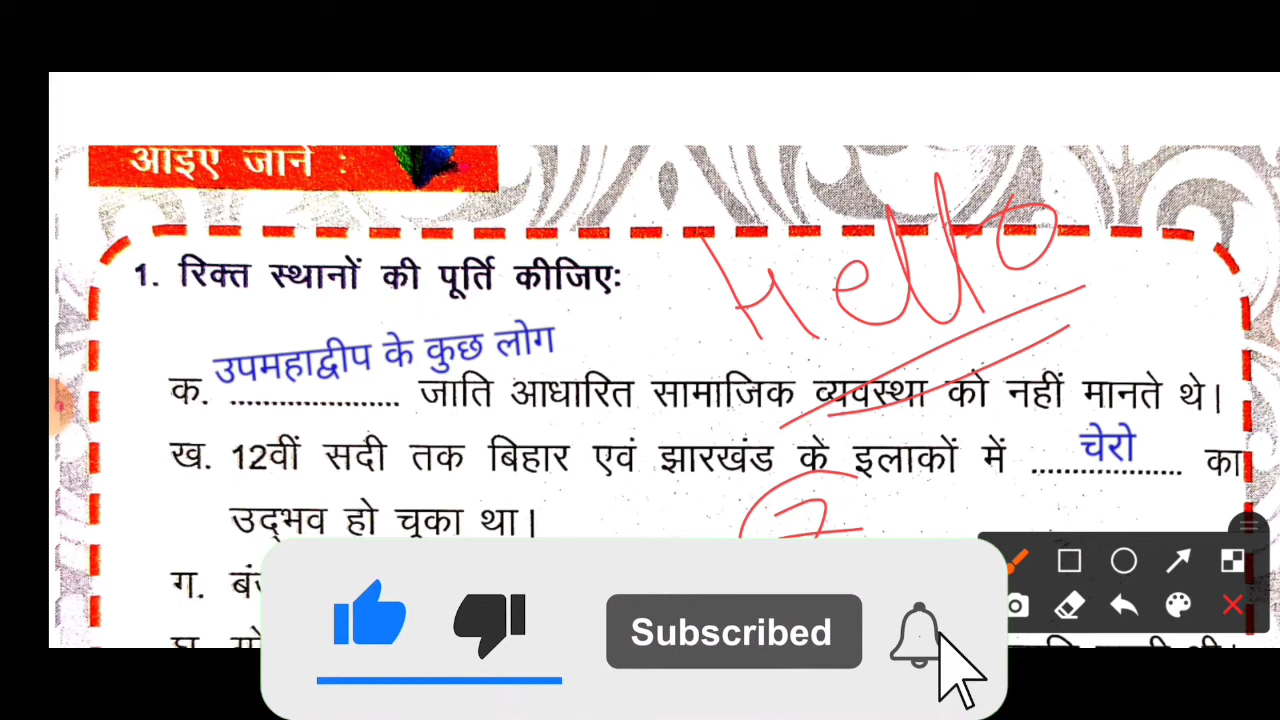 आइए जाने :
Hello
1. रिक्त स्थानों की पूर्ति कीजिएः
उपमहाद्वीप के कुछ लोग
क. ..................... जाति आधारित सामाजिक व्यवस्था को नहीं मानते थे।
चेरो
ख. 12वीं सदी तक बिहार एवं झारखंड के इलाकों में ................... का
उद्भव हो चुका था।
ग.
Subscribed